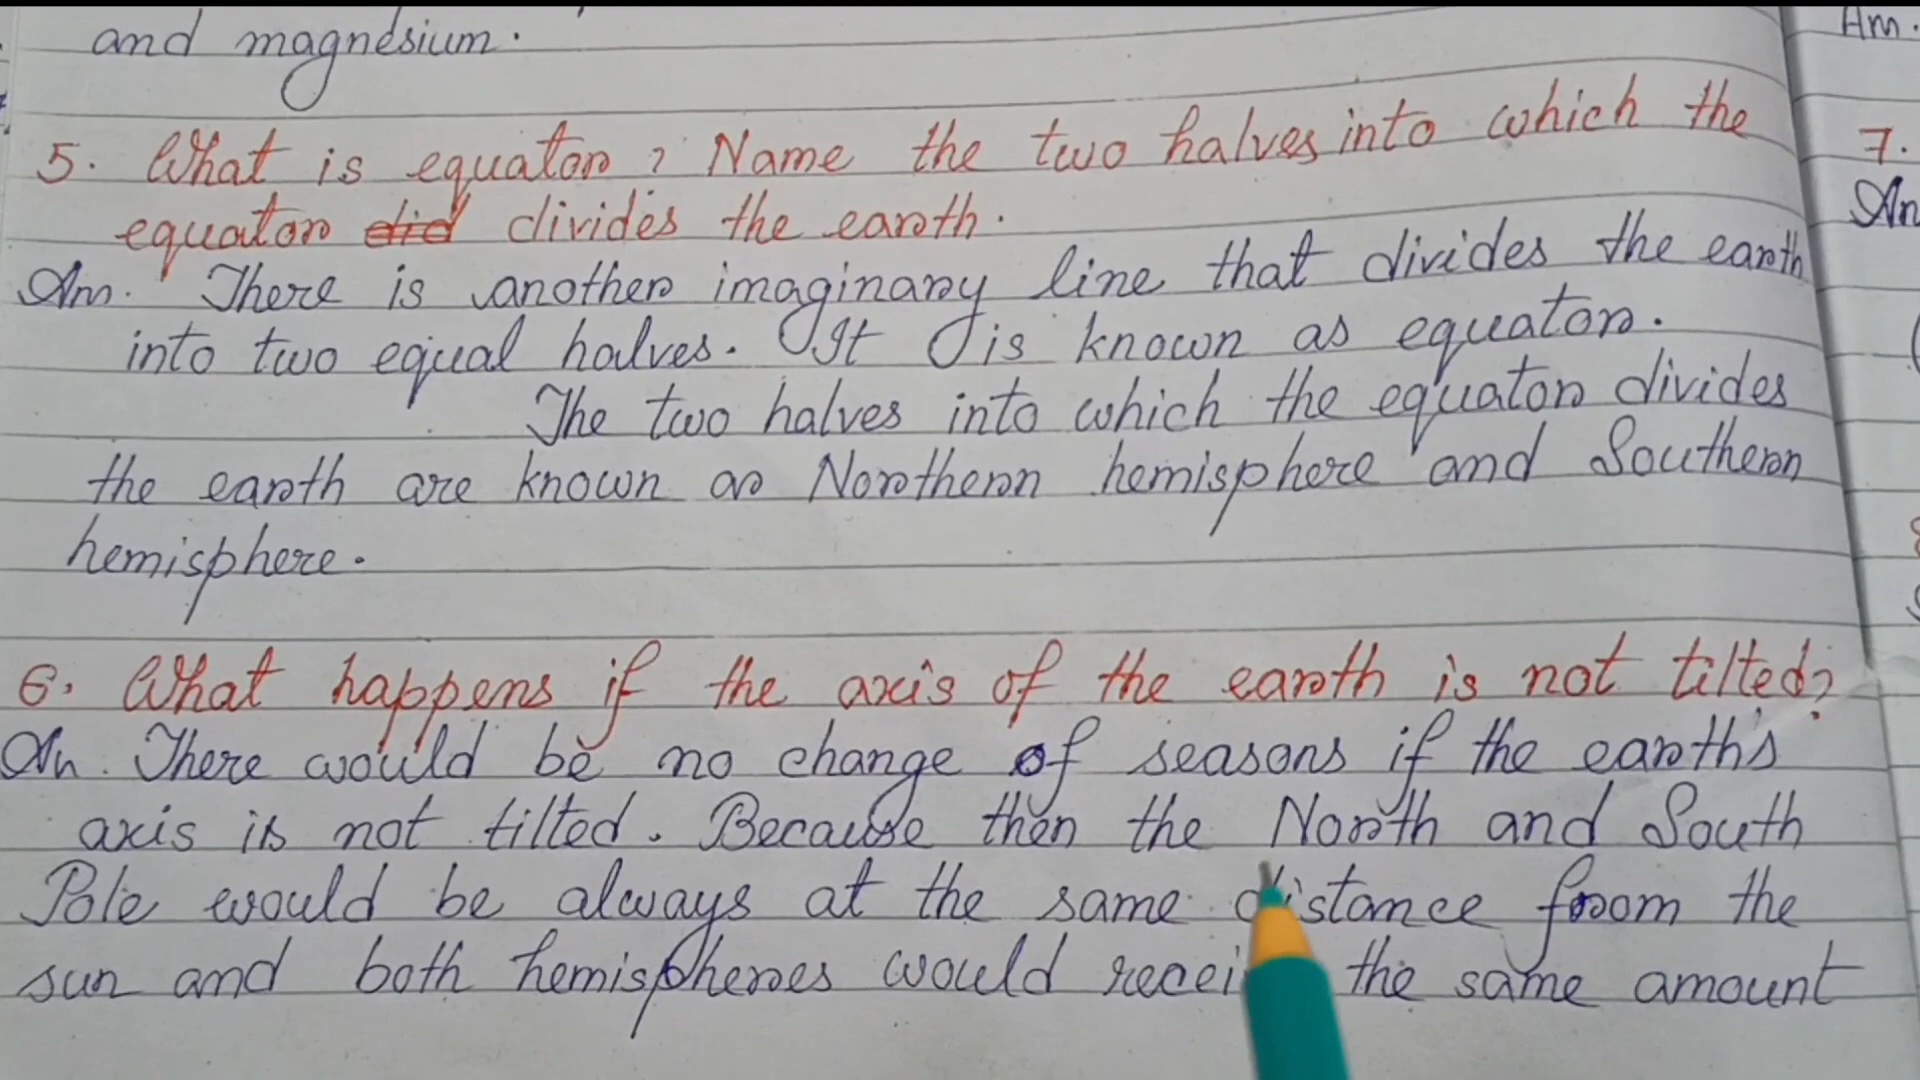 and magnesium.
5. What is equator? Name the two halves into which the
equator did divides the earth.
Ans. There is another imaginary line that divides the earth
into two equal halves. It is known as equator.
The two halves into which the equator divides
the earth are known as Northern hemisphere and Southern
hemisphere.
6. What happens if the axis of the earth is not tilted?
An. There would be no change of seasons if the earth's
axis is not tilted. Because then the North and South
Pole would be always at the same distance from the
sun and both hemispheres would recei the same amount
Am.
7.
An